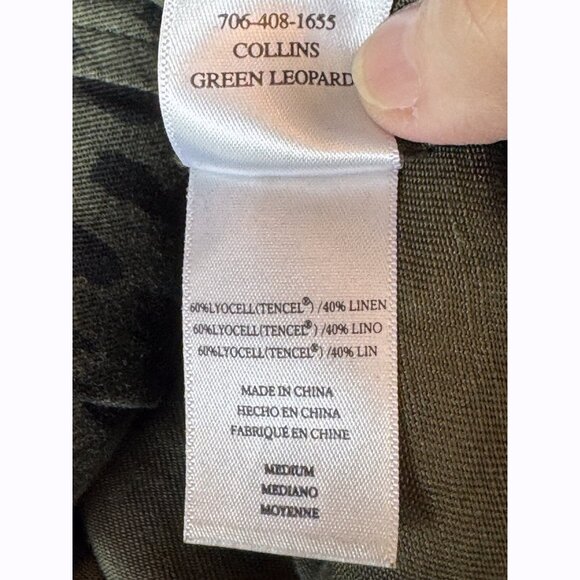 706-408-1655
COLLINS
GREEN LEOPARD
60%LYOCELL(TENCEL®) /40% LINEN
60%LYOCELL(TENCEL®) /40% LINO
60%LYOCELL(TENCEL®) /40% LIN
MADE IN CHINA
HECHO EN CHINA
FABRIQUÉ EN CHINE
MEDIUM
MEDIANO
MOYENNE